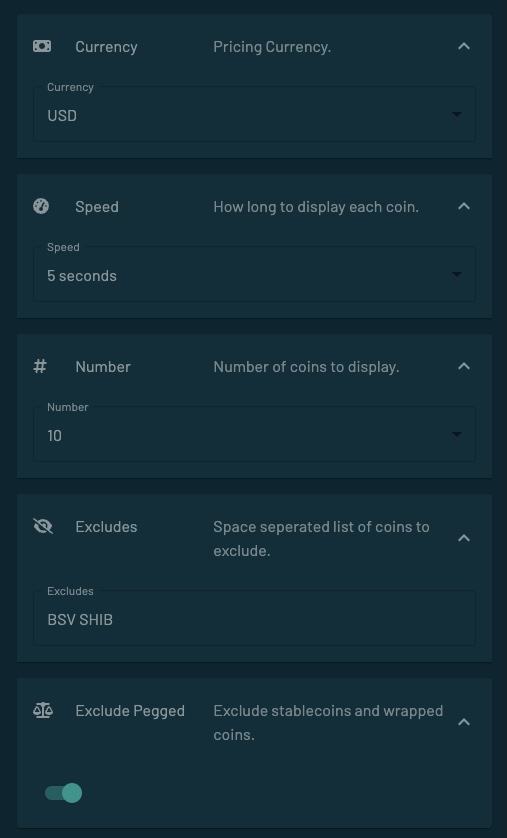 Currency
Pricing Currency.
Currency
USD
Speed
How long to display each coin.
Speed
5 seconds
Number
Number of coins to display.
Number
10
Excludes
Space seperated list of coins to
exclude.
Excludes
BSV SHIB
Exclude Pegged
Exclude stablecoins and wrapped
coins.